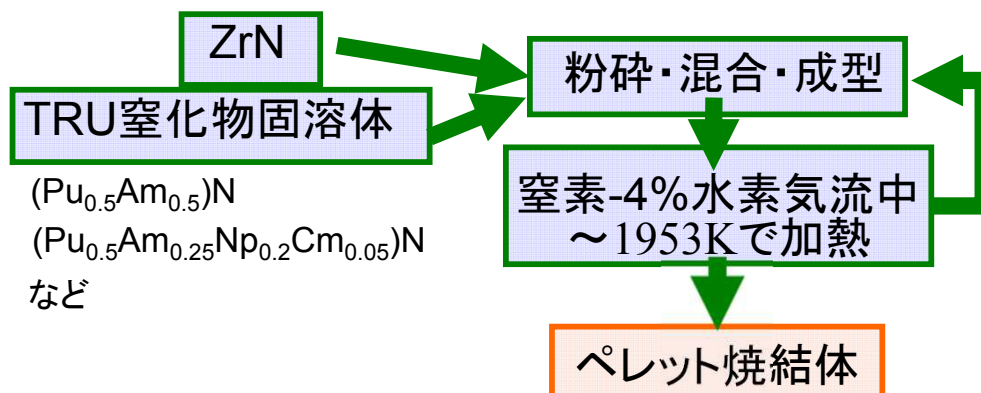 ZrN
TRU窒化物固溶体
(Pu0.5Am0.5)N
(Pu0.5Am0.25Np0.2Cm0.05)N
など
粉砕・混合・成型
窒素-4%水素気流中
～1953Kで加熱
ペレット焼結体